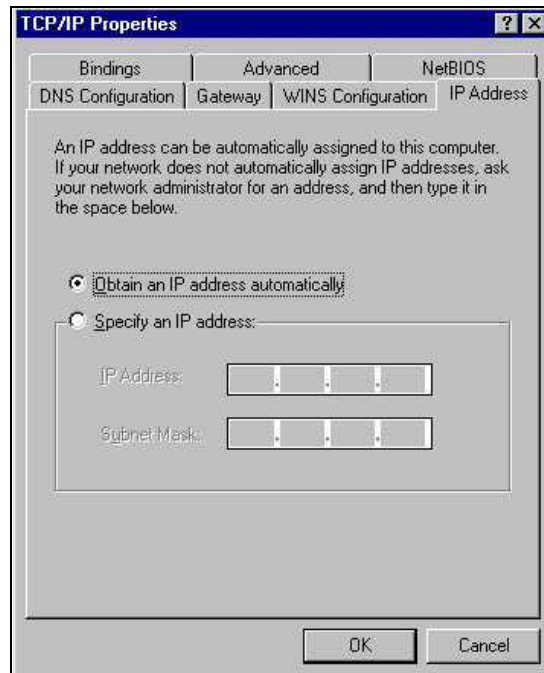 TCP/IP Properties
? ×
Bindings Advanced NetBIOS
DNS Configuration Gateway WINS Configuration IP Address
An IP address can be automatically assigned to this computer.
If your network does not automatically assign IP addresses, ask
your network administrator for an address, and then type it in
the space below.
Obtain an IP address automatically
Specify an IP address:
IP Address:
. . .
Subnet Mask:
. . .
OK Cancel